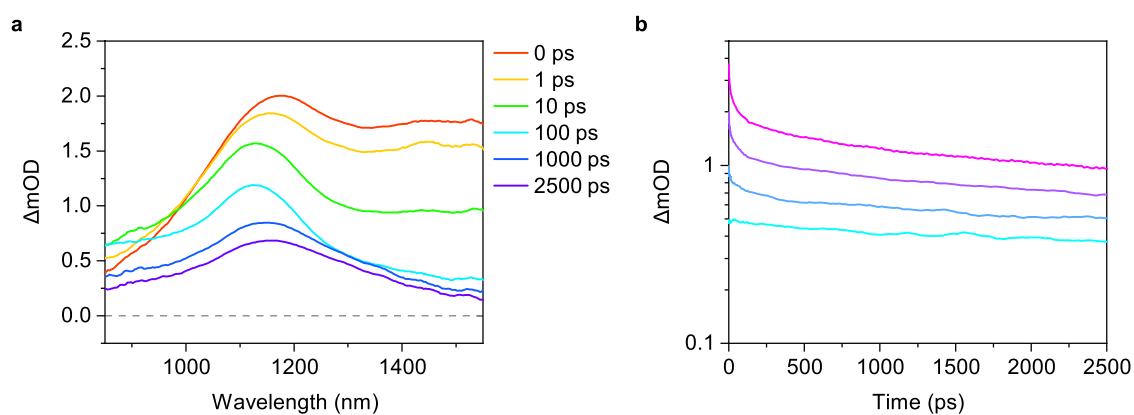 a
2.5
2.0
1.5
1.0
0.5
0.0
ΔmOD
1000
1200
1400
Wavelength (nm)
0 ps
1 ps
10 ps
100 ps
1000 ps
2500 ps
b
1
0.1
ΔmOD
0
500
1000
1500
2000
2500
Time (ps)